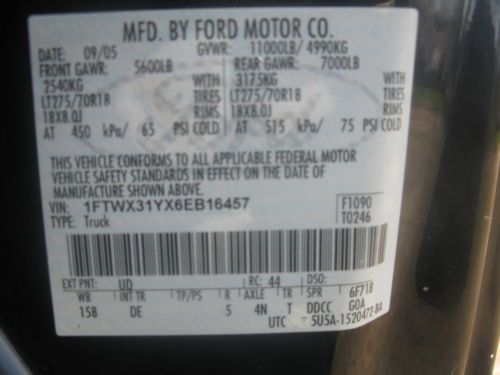 MFD. BY FORD MOTOR CO.
DATE: 09/05 GVWR: 11000LB/ 4990KG
FRONT GAWR: 5600LB REAR GAWR: 7000LB
2540KG WITH 3175KG WITH
LT275/70R18 TIRES LT275/70R18 TIRES
18X8.0J RIMS 18X8.0J RIMS
AT 450 kPa/ 65 PSI COLD AT 515 kPa/ 75 PSI COLD
THIS VEHICLE CONFORMS TO ALL APPLICABLE FEDERAL MOTOR
VEHICLE SAFETY STANDARDS IN EFFECT ON THE DATE OF
MANUFACTURE SHOWN ABOVE.
VIN: 1FTWX31YX6EB16457 F1090
TYPE: Truck T0246
EXT PNT: UD RC: 44 DSO:
WB INT TR TP/PS R AXLE TR SPR 6F718
158 DE 5 4N T DDCC GOA
UTC 5U5A-1520472-BA